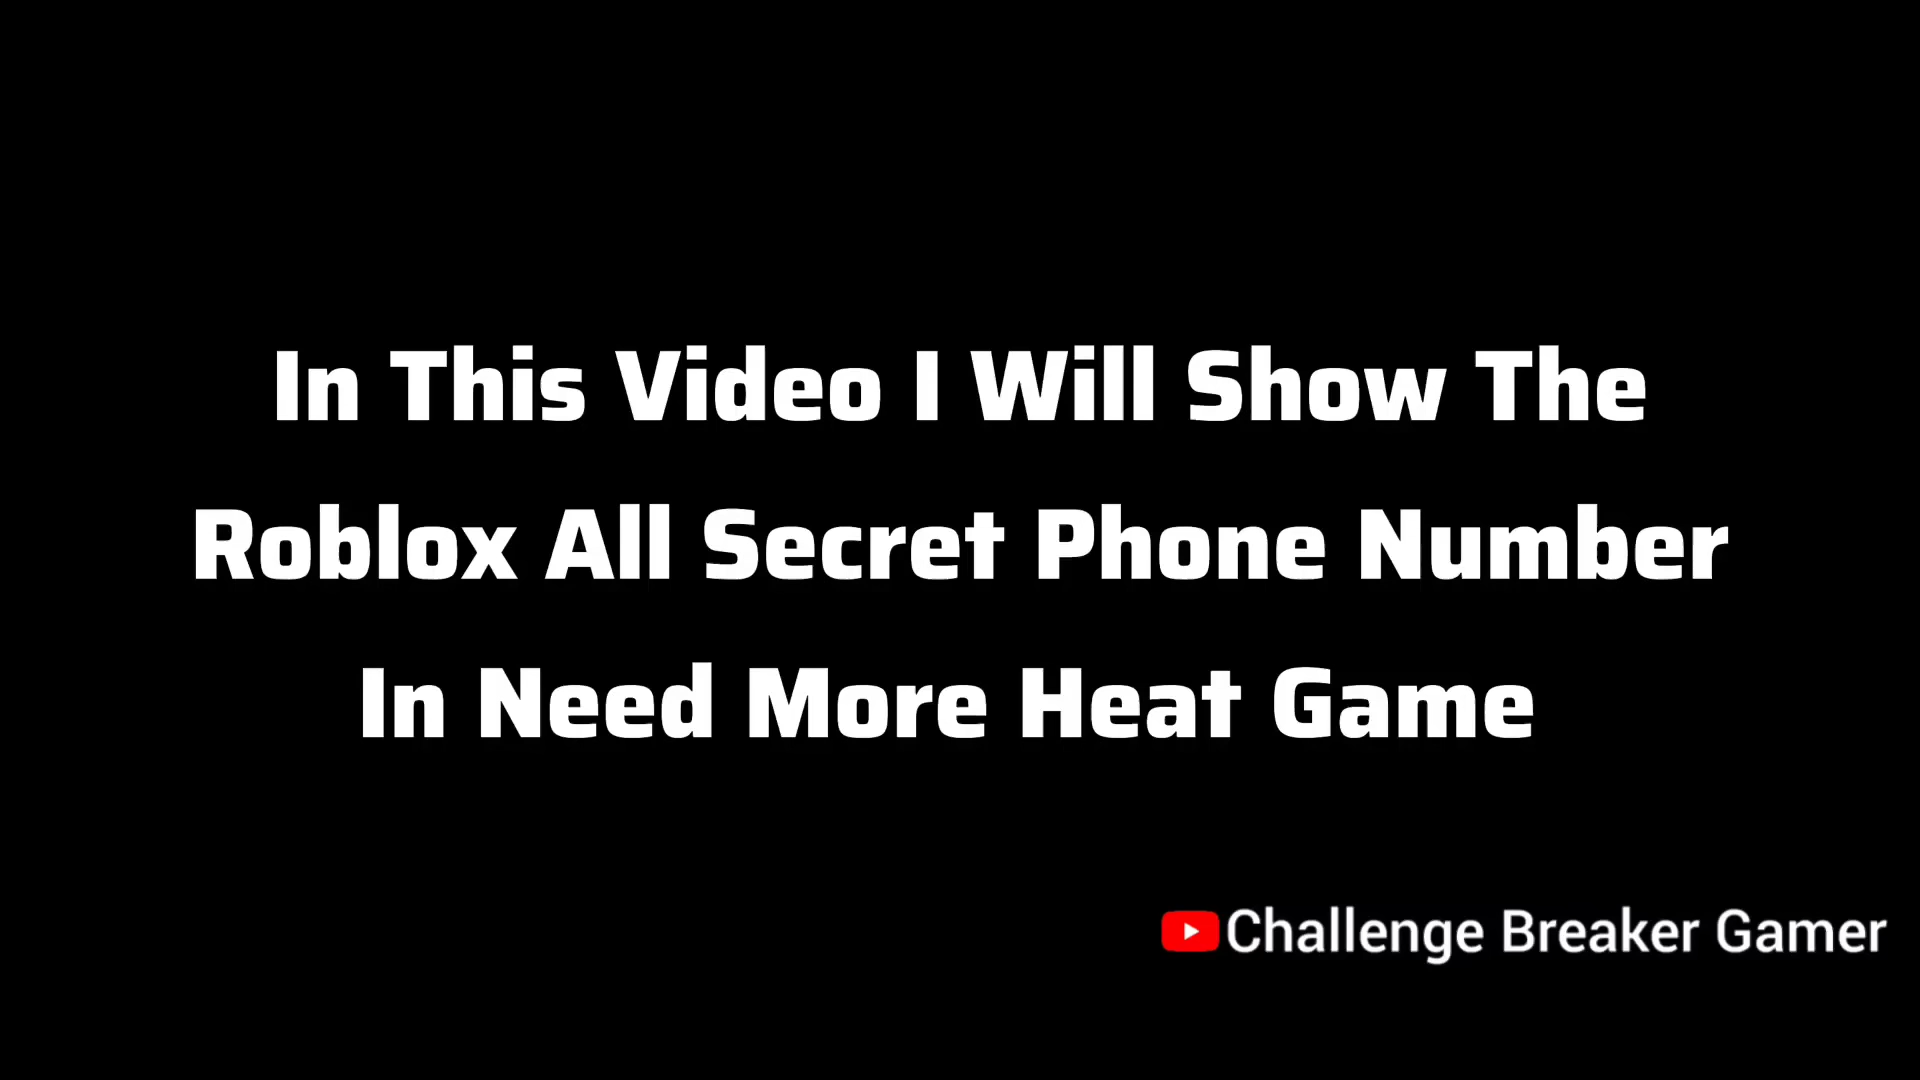 In This Video I Will Show The
Roblox All Secret Phone Number
In Need More Heat Game
Challenge Breaker Gamer